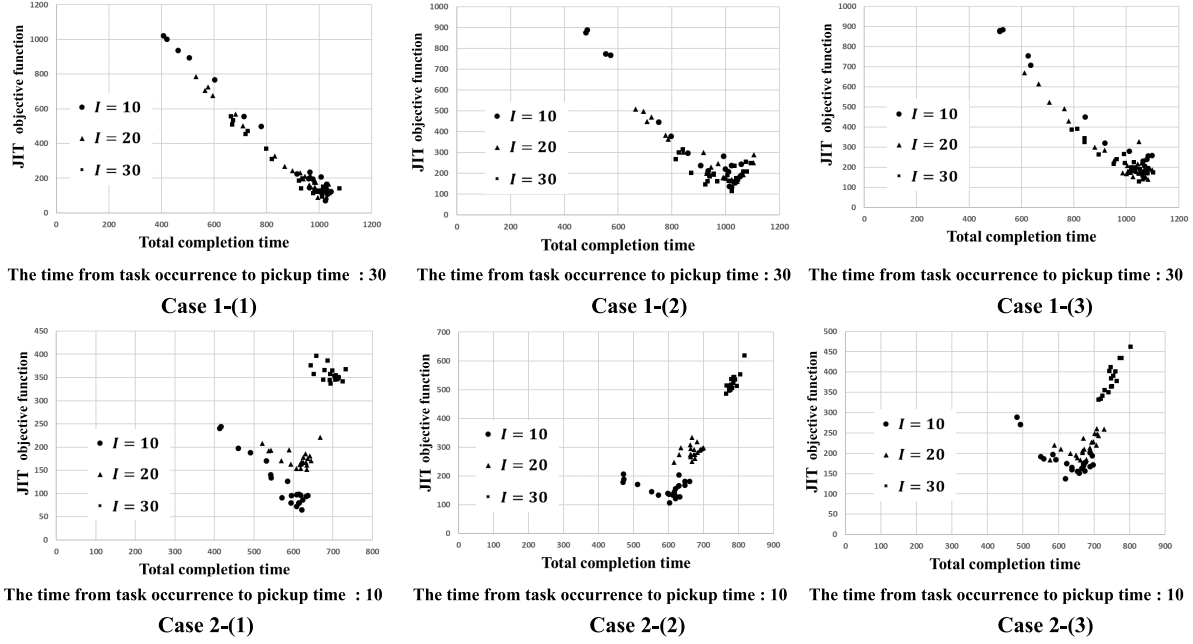 JIT objective function
1200
1000
800
600
400
200
0
I = 10
I = 20
I = 30
0 200 400 600 800 1000 1200
Total completion time
The time from task occurrence to pickup time : 30
Case 1-(1)
JIT objective function
1000
900
800
700
600
500
400
300
200
100
0
I = 10
I = 20
I = 30
0 200 400 600 800 1000 1200
Total completion time
The time from task occurrence to pickup time : 30
Case 1-(2)
JIT objective function
1000
900
800
700
600
500
400
300
200
100
0
I = 10
I = 20
I = 30
0 200 400 600 800 1000 1200
Total completion time
The time from task occurrence to pickup time : 30
Case 1-(3)
JIT objective function
450
400
350
300
250
200
150
100
50
0
I = 10
I = 20
I = 30
0 100 200 300 400 500 600 700 800
Total completion time
The time from task occurrence to pickup time : 10
Case 2-(1)
JIT objective function
700
600
500
400
300
200
100
0
I = 10
I = 20
I = 30
0 100 200 300 400 500 600 700 800 900
Total completion time
The time from task occurrence to pickup time : 10
Case 2-(2)
JIT objective function
500
450
400
350
300
250
200
150
100
50
0
I = 10
I = 20
I = 30
0 100 200 300 400 500 600 700 800 900
Total completion time
The time from task occurrence to pickup time : 10
Case 2-(3)